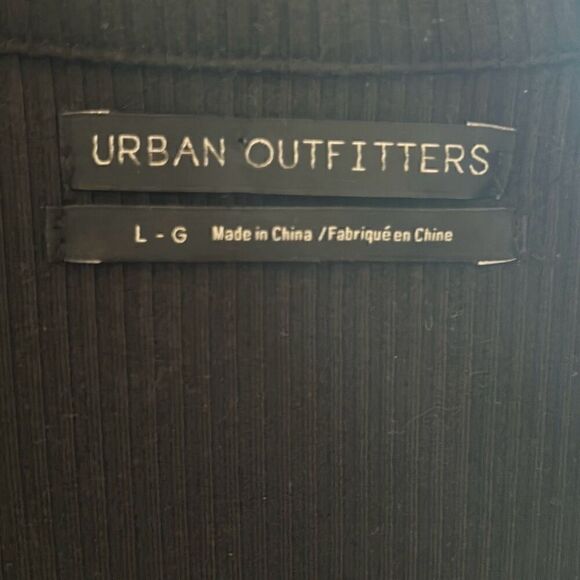 URBAN OUTFITTERS
L - G Made in China / Fabriqué en Chine